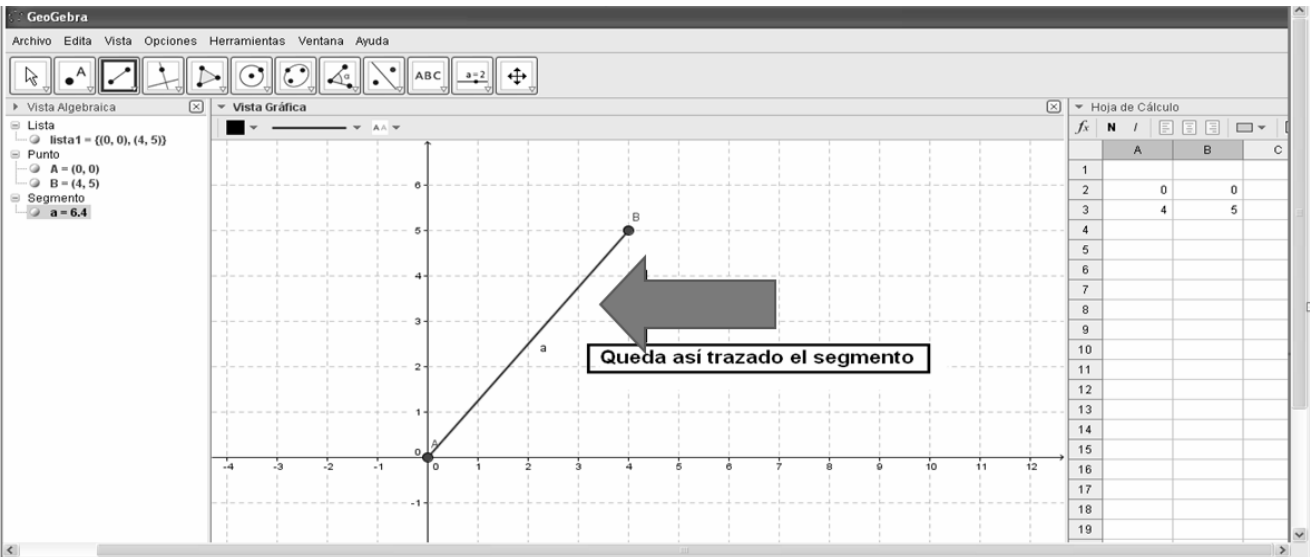 GeoGebra
Archivo Edita Vista Opciones Herramientas Ventana Ayuda
A ABC a=2
Vista Algebraica
Lista
lista1 = {(0, 0), (4, 5)}
Punto
A = (0, 0)
B = (4, 5)
Segmento
a = 6.4
Vista Gráfica
AA
6
5
4
3
2
1
0
-1
-4 -3 -2 -1 0 1 2 3 4 5 6 7 8 9 10 11 12
B
a
A
Queda así trazado el segmento
Hoja de Cálculo
fx N I
A B C
1
2 0 0
3 4 5
4
5
6
7
8
9
10
11
12
13
14
15
16
17
18
19